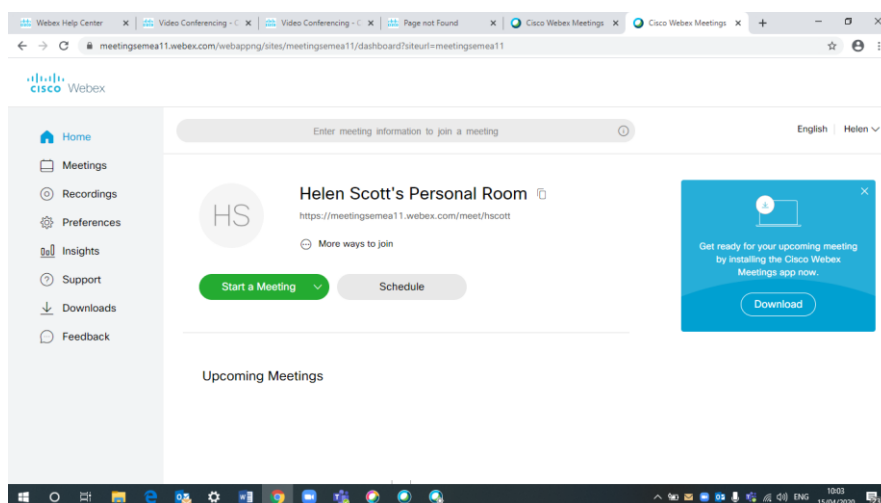 Webex Help Center
Video Conferencing - C
Video Conferencing - C
Page not Found
Cisco Webex Meetings
Cisco Webex Meetings
meetingsemea11.webex.com/webappng/sites/meetingsemea11/dashboard?siteurl=meetingsemea11
cisco Webex
Enter meeting information to join a meeting
English
Helen
Home
Meetings
Recordings
Preferences
Insights
Support
Downloads
Feedback
HS
Helen Scott's Personal Room
https://meetingsemea11.webex.com/meet/hscott
More ways to join
Start a Meeting
Schedule
Get ready for your upcoming meeting
by installing the Cisco Webex
Meetings app now.
Download
Upcoming Meetings
ENG
10:03
15/04/2020